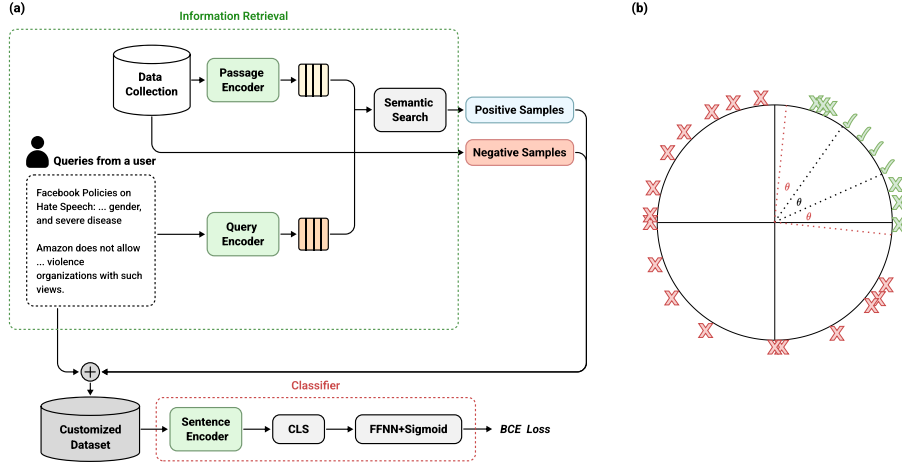 (a)
Information Retrieval
Data
Collection
Passage
Encoder
Semantic
Search
Positive Samples
Negative Samples
Queries from a user
Facebook Policies on
Hate Speech: ... gender,
and severe disease
Amazon does not allow
... violence
organizations with such
views.
Query
Encoder
Classifier
Customized
Dataset
Sentence
Encoder
CLS
FFNN+Sigmoid
BCE Loss
(b)
θ
θ
θ